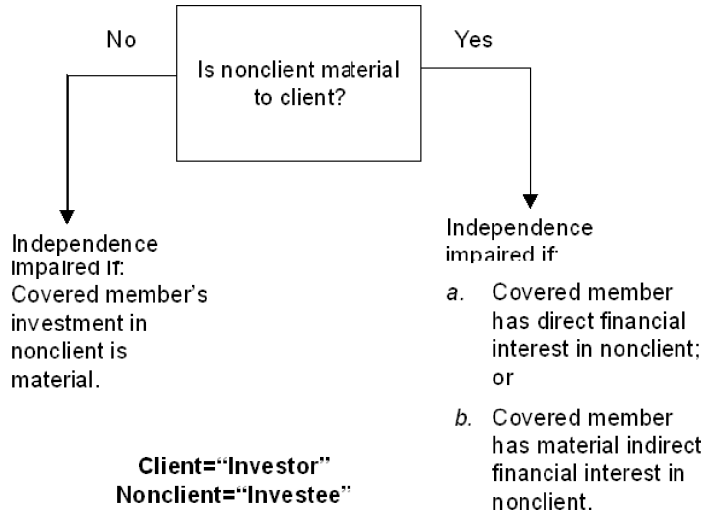 No
Yes
Is nonclient material
to client?
Independence
impaired if:
Covered member's
investment in
nonclient is
material.
Independence
impaired if:
a. Covered member
has direct financial
interest in nonclient;
or
b. Covered member
has material indirect
financial interest in
nonclient.
Client=“Investor”
Nonclient=“Investee”